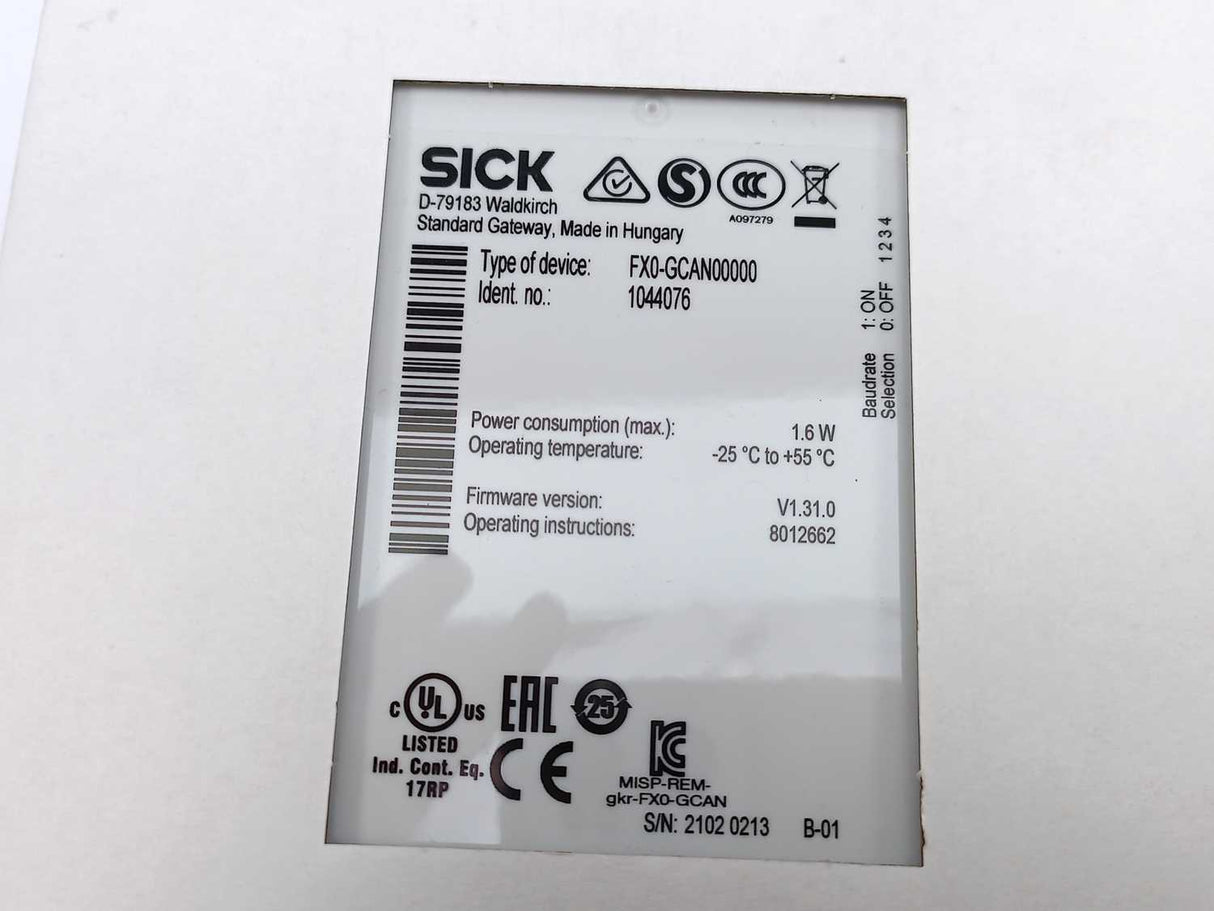 SICK
D-79183 Waldkirch
Standard Gateway, Made in Hungary
A097279
Type of device: FX0-GCAN00000
Ident. no.: 1044076
1 2 3 4
Baudrate 1: ON
Selection 0: OFF
Power consumption (max.): 1.6 W
Operating temperature: -25 °C to +55 °C
Firmware version: V1.31.0
Operating instructions: 8012662
C UL US
LISTED
Ind. Cont. Eq.
17RP
EAC
25
CE
KC
MISP-REM-
gkr-FX0-GCAN
S/N: 2102 0213 B-01